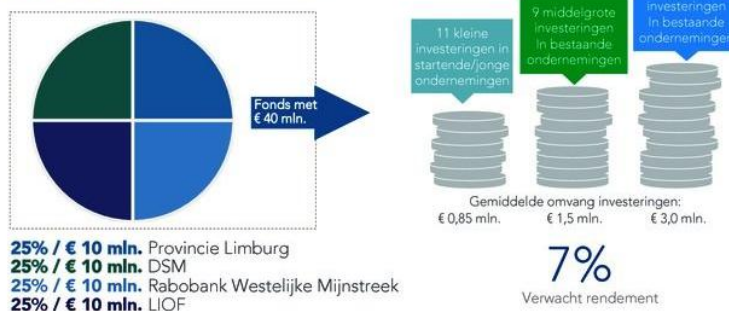 Fonds met
€ 40 mln.
25% / € 10 mln. Provincie Limburg
25% / € 10 mln. DSM
25% / € 10 mln. Rabobank Westelijke Mijnstreek
25% / € 10 mln. LIOF
11 kleine
investeringen in
startende/jonge
ondernemingen
9 middelgrote
investeringen
In bestaande
ondernemingen
investeringen
In bestaande
ondernemingen
Gemiddelde omvang investeringen:
€ 0,85 mln.
€ 1,5 mln.
€ 3,0 mln.
7%
Verwacht rendement